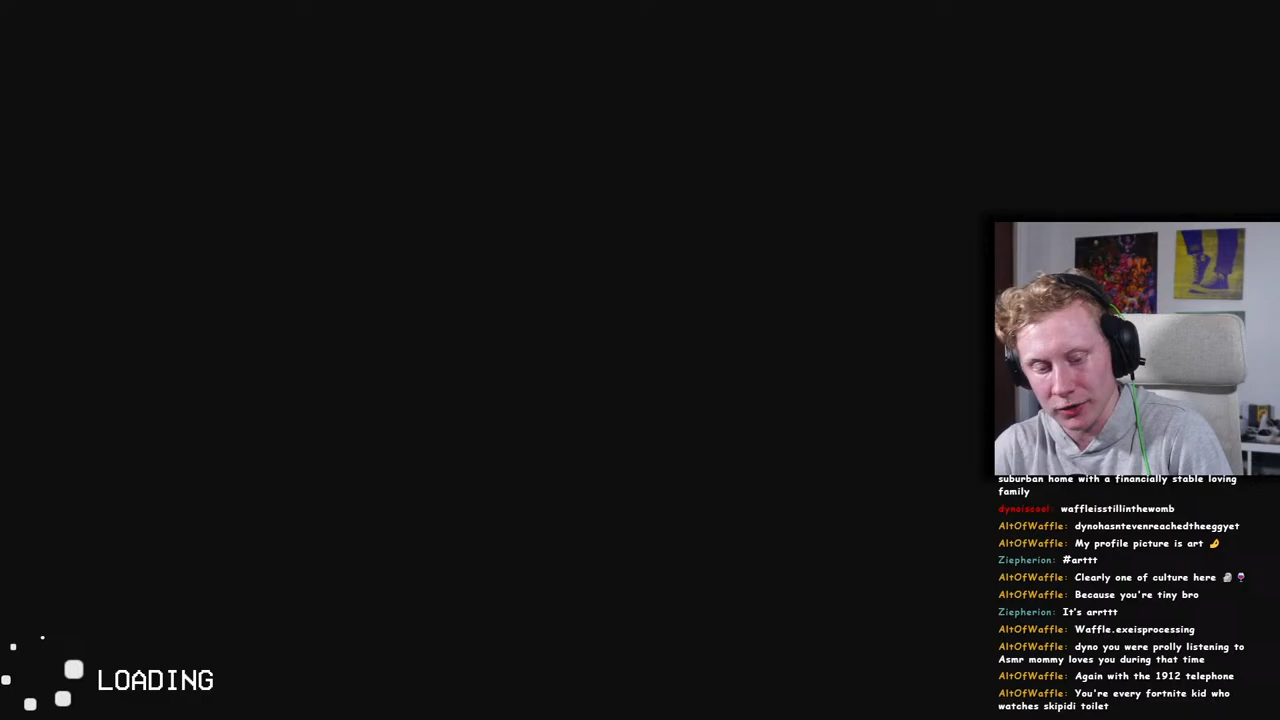 suburban home with a financially stable loving
family
dynoiscool: waffleisstillinthewomb
AltOfWaffle: dynohasntevenreachedtheeggyet
AltOfWaffle: My profile picture is art 🤌
Ziepherion: #arttt
AltOfWaffle: Clearly one of culture here 🗿🍷
AltOfWaffle: Because you're tiny bro
Ziepherion: It's arrttt
AltOfWaffle: Waffle.exeisprocessing
AltOfWaffle: dyno you were prolly listening to
Asmr mommy loves you during that time
AltOfWaffle: Again with the 1912 telephone
AltOfWaffle: You're every fortnite kid who
watches skipidi toilet
LOADING